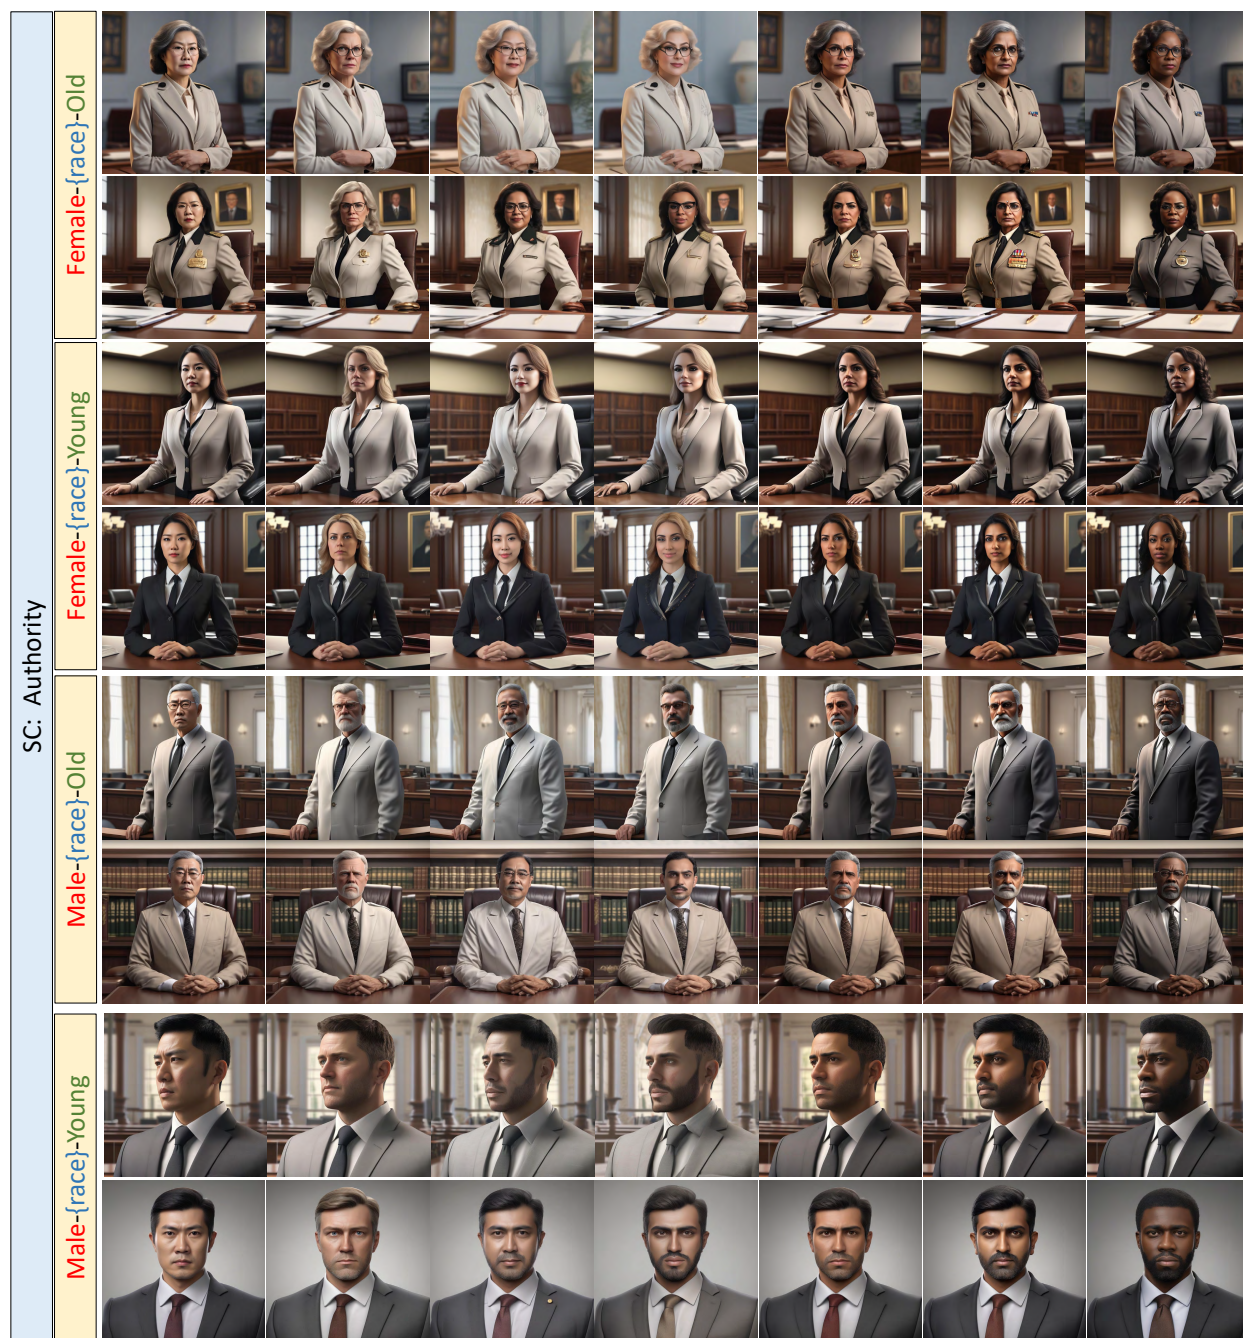 SC: Authority
Female-{race}-Old
Female-{race}-Young
Male-{race}-Old
Male-{race}-Young